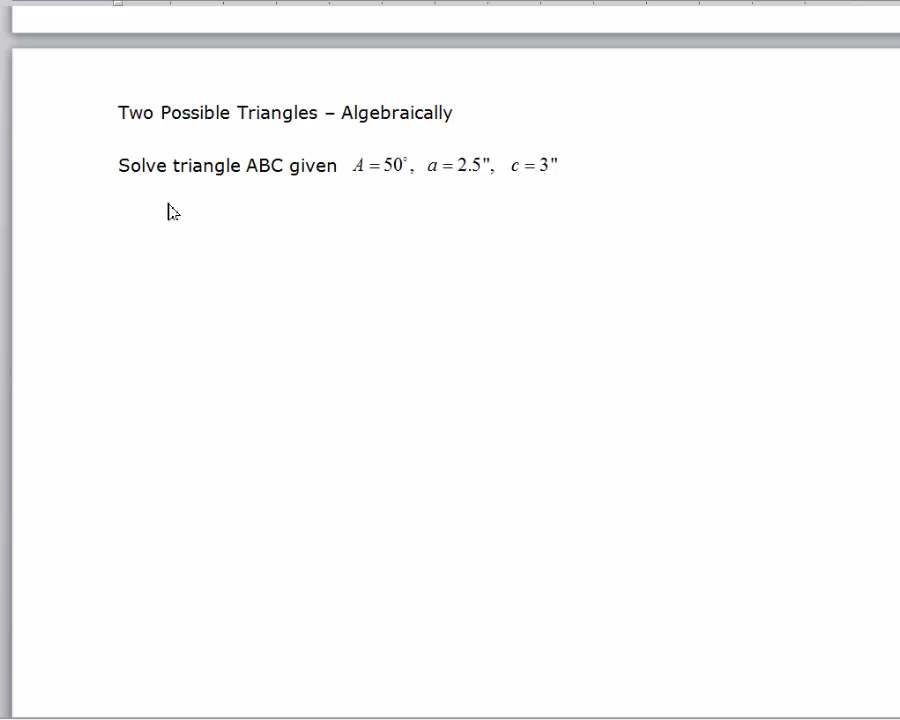 Two Possible Triangles – Algebraically
Solve triangle ABC given A = 50°, a = 2.5", c = 3"